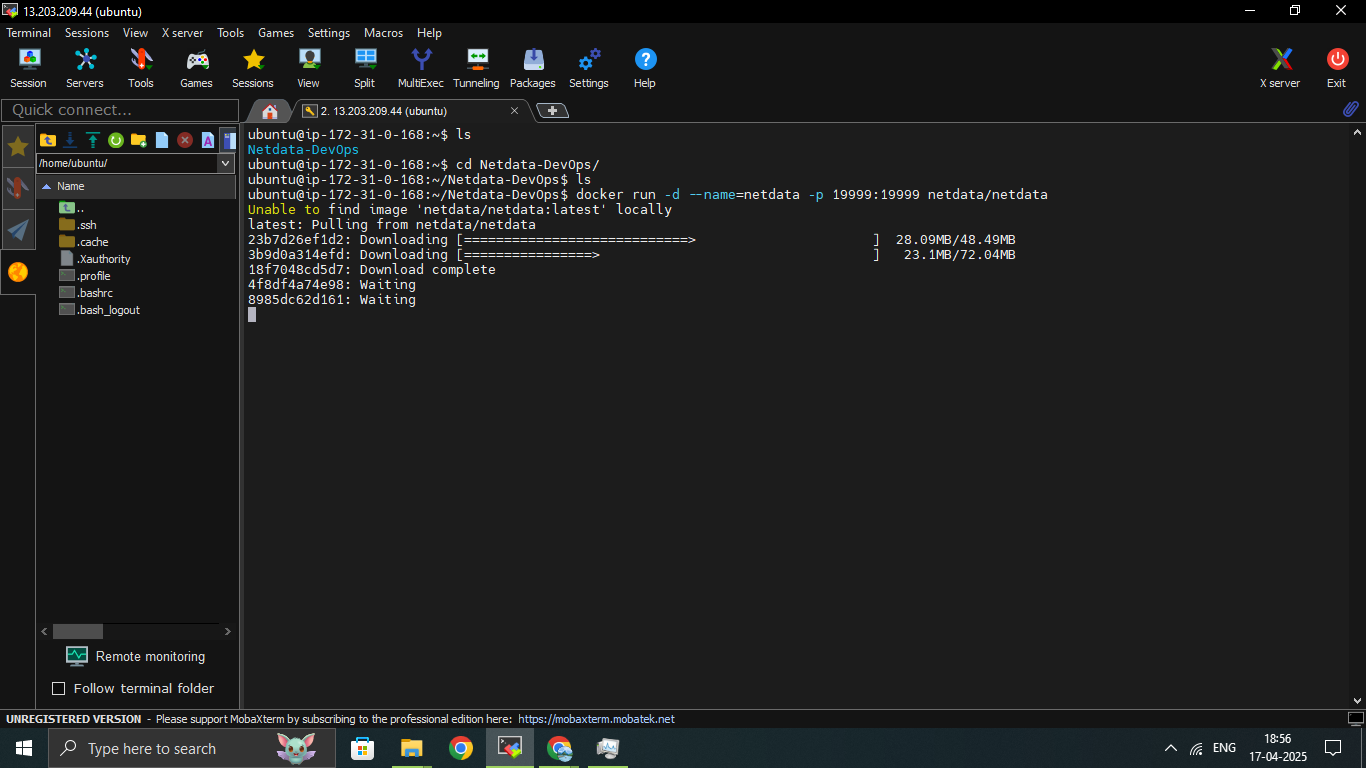 13.203.209.44 (ubuntu)
Terminal Sessions View X server Tools Games Settings Macros Help
Session Servers Tools Games Sessions View Split MultiExec Tunneling Packages Settings Help X server Exit
Quick connect...
2. 13.203.209.44 (ubuntu)
/home/ubuntu/
Name
..
.ssh
.cache
.Xauthority
.profile
.bashrc
.bash_logout
Remote monitoring
Follow terminal folder
ubuntu@ip-172-31-0-168:~$ ls
Netdata-DevOps
ubuntu@ip-172-31-0-168:~$ cd Netdata-DevOps/
ubuntu@ip-172-31-0-168:~/Netdata-DevOps$ ls
ubuntu@ip-172-31-0-168:~/Netdata-DevOps$ docker run -d --name=netdata -p 19999:19999 netdata/netdata
Unable to find image 'netdata/netdata:latest' locally
latest: Pulling from netdata/netdata
23b7d26ef1d2: Downloading [============================>                      ]  28.09MB/48.49MB
3b9d0a314efd: Downloading [================>                                  ]   23.1MB/72.04MB
18f7048cd5d7: Download complete
4f8df4a74e98: Waiting
8985dc62d161: Waiting
UNREGISTERED VERSION - Please support MobaXterm by subscribing to the professional edition here: https://mobaxterm.mobatek.net
Type here to search
ENG
18:56
17-04-2025